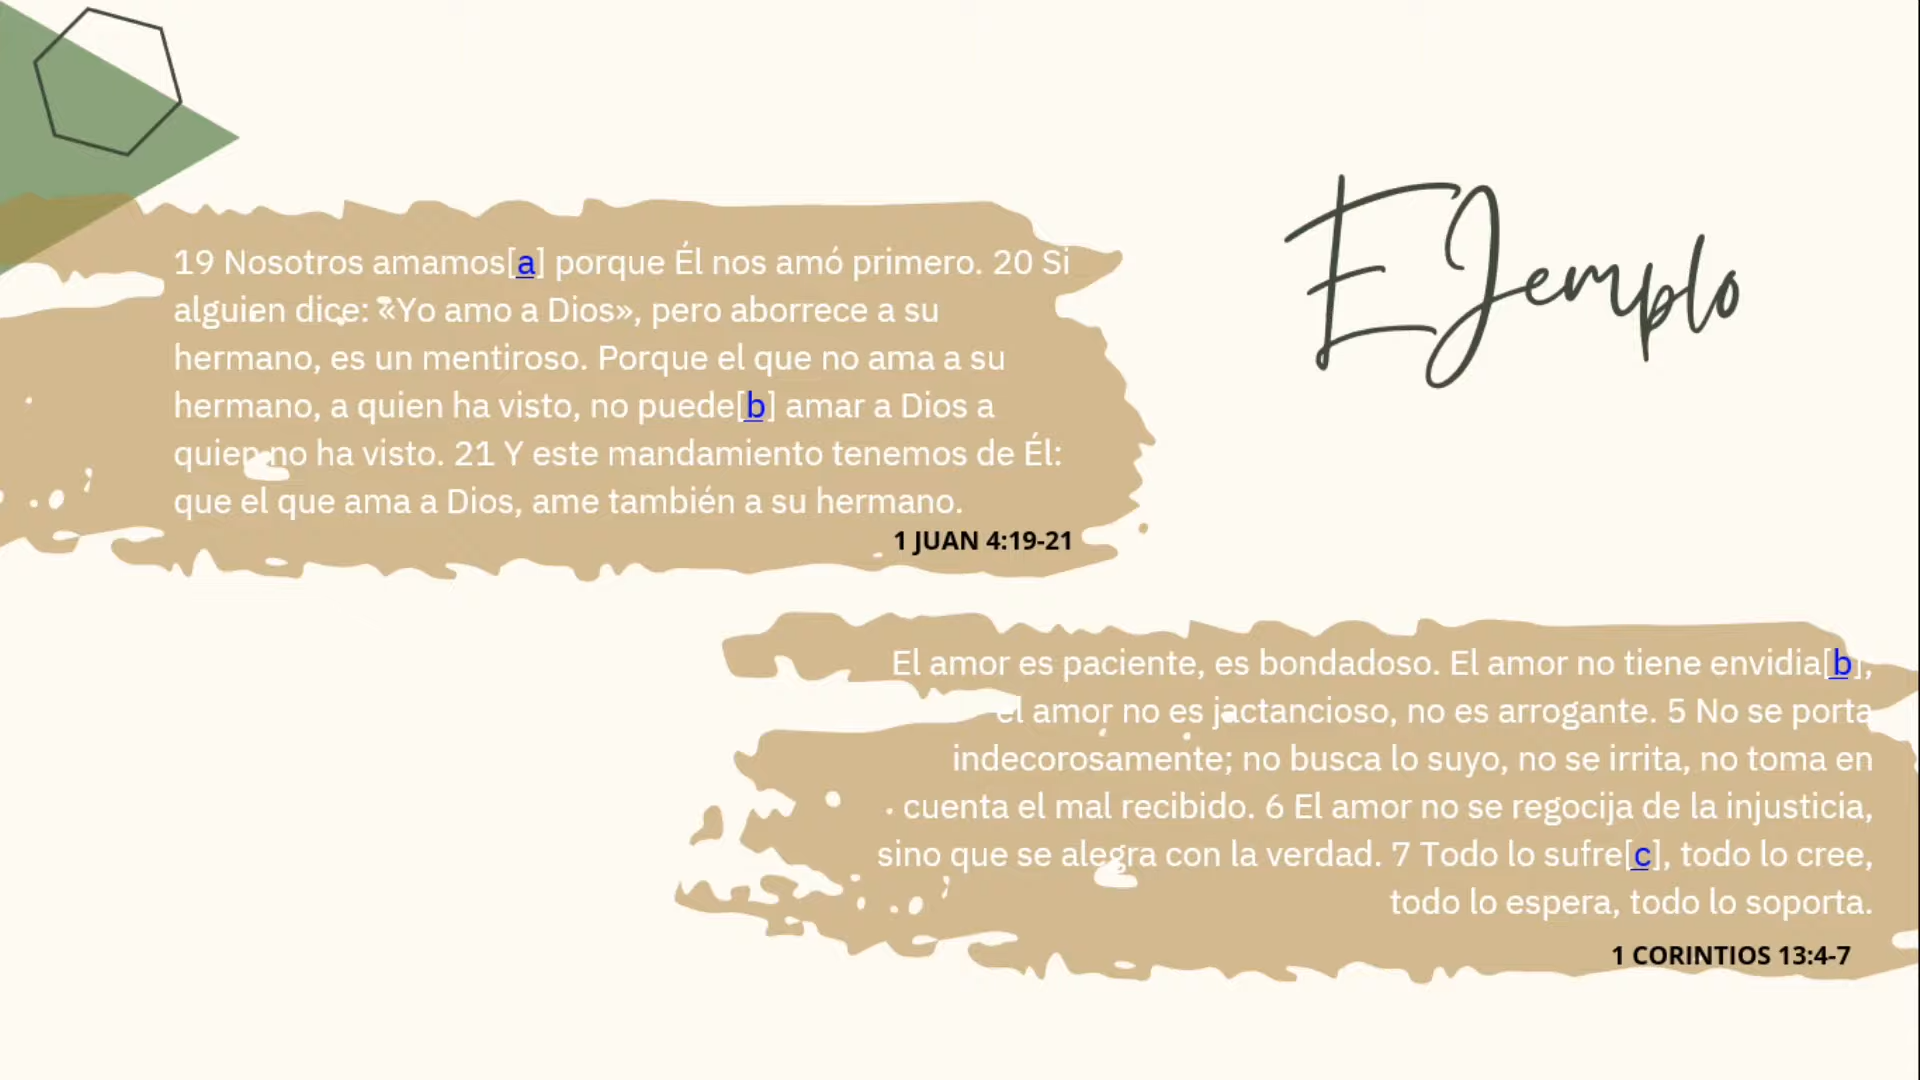 EJemplo
19 Nosotros amamos[a] porque Él nos amó primero. 20 Si
alguien dice: «Yo amo a Dios», pero aborrece a su
hermano, es un mentiroso. Porque el que no ama a su
hermano, a quien ha visto, no puede[b] amar a Dios a
quien no ha visto. 21 Y este mandamiento tenemos de Él:
que el que ama a Dios, ame también a su hermano.
1 JUAN 4:19-21
El amor es paciente, es bondadoso. El amor no tiene envidia[b],
el amor no es jactancioso, no es arrogante. 5 No se porta
indecorosamente; no busca lo suyo, no se irrita, no toma en
cuenta el mal recibido. 6 El amor no se regocija de la injusticia,
sino que se alegra con la verdad. 7 Todo lo sufre[c], todo lo cree,
todo lo espera, todo lo soporta.
1 CORINTIOS 13:4-7